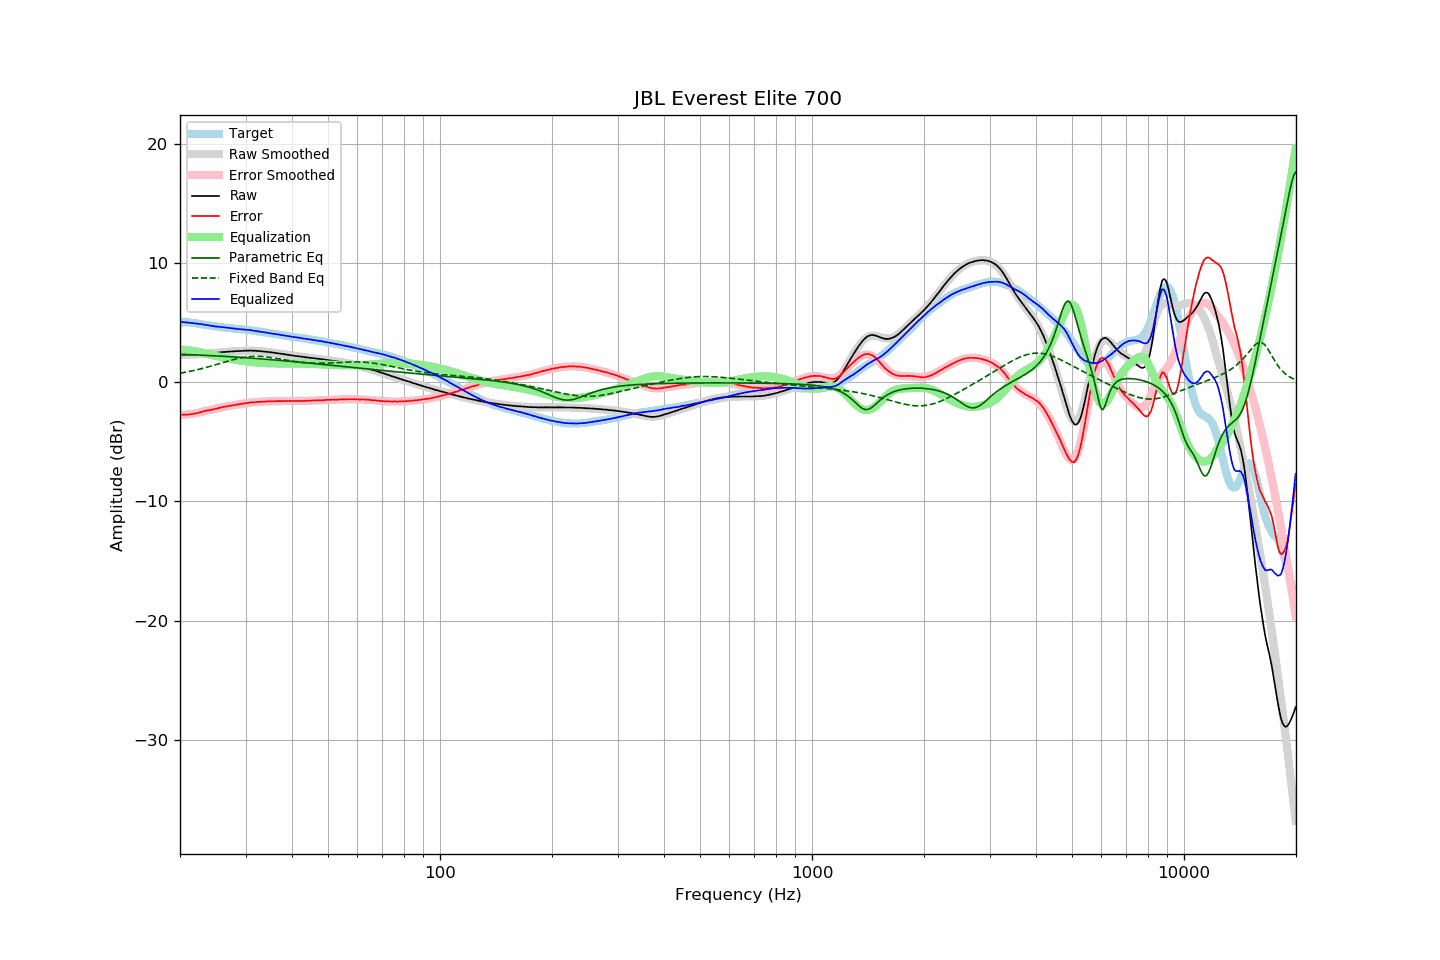 JBL Everest Elite 700
Target
Raw Smoothed
Error Smoothed
Raw
Error
Equalization
Parametric Eq
Fixed Band Eq
Equalized
20
10
0
−10
−20
−30
Amplitude (dBr)
100
1000
10000
Frequency (Hz)